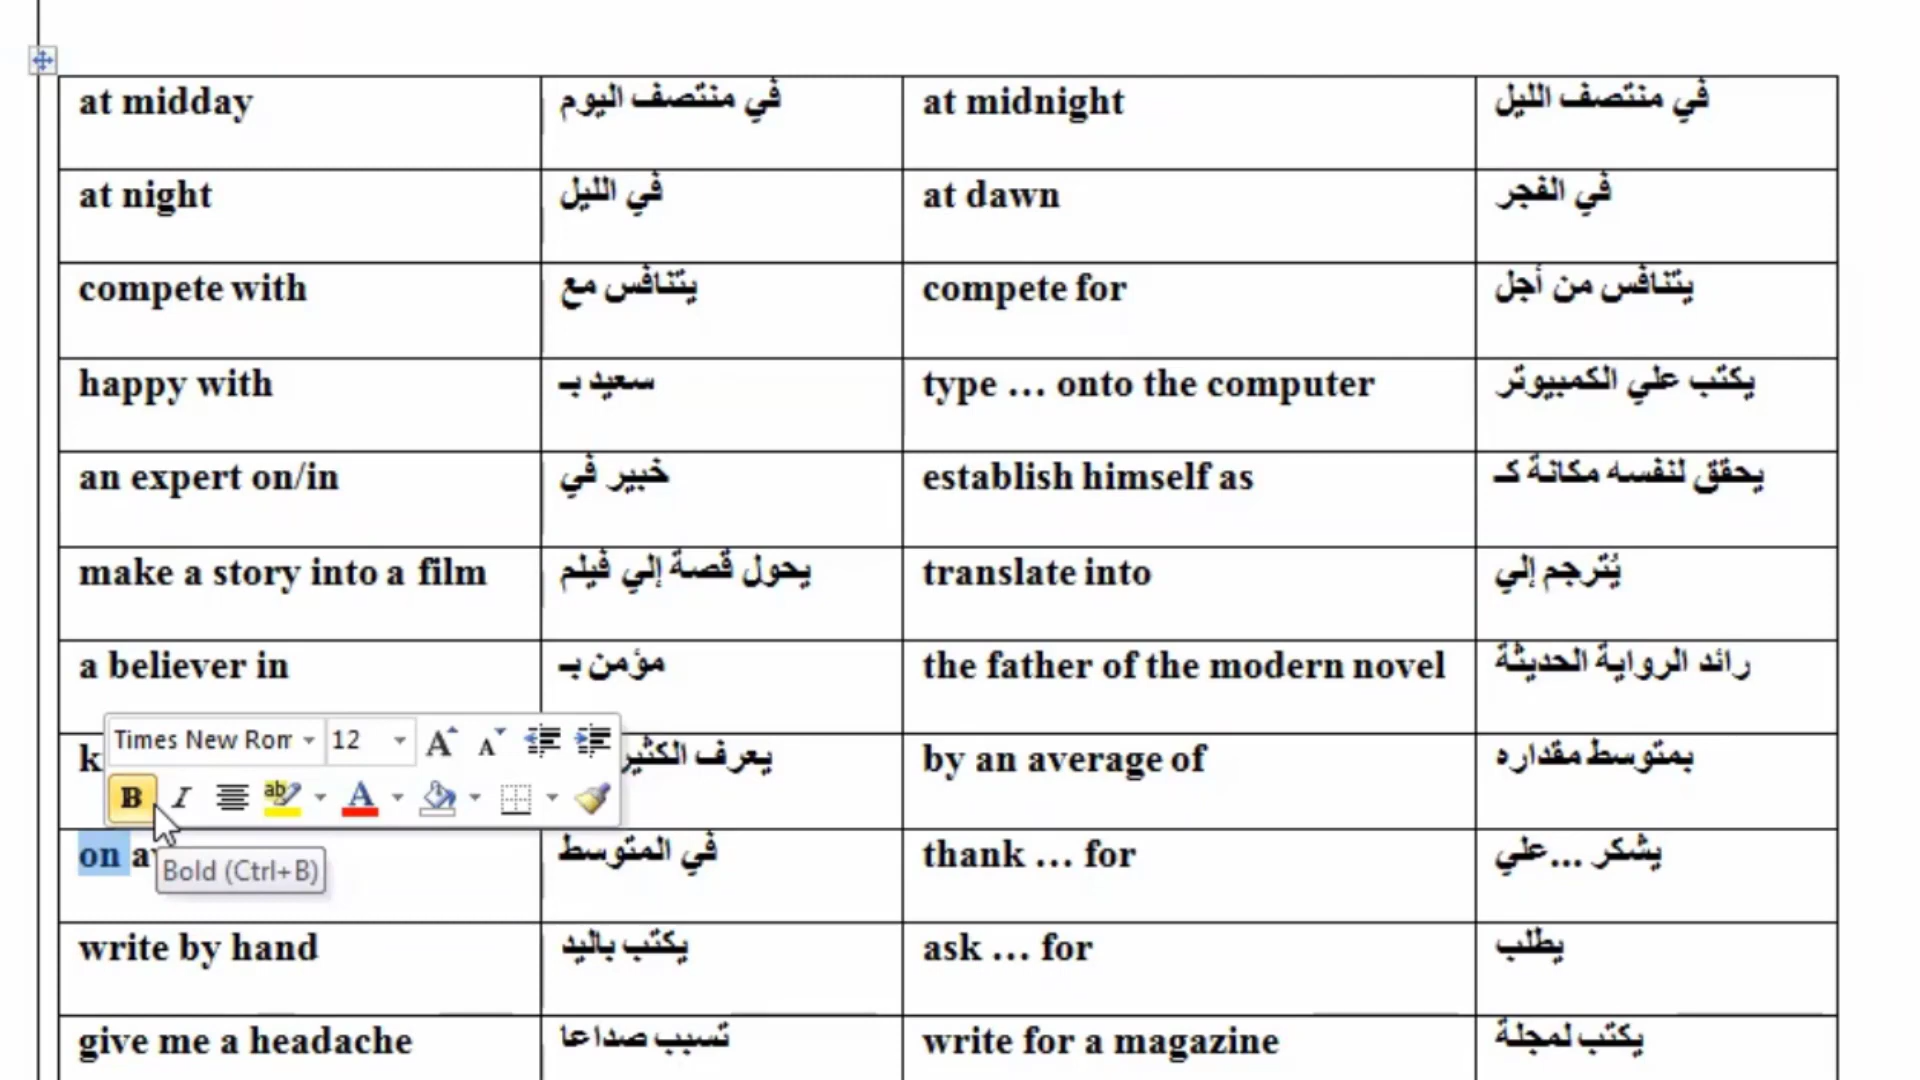 at midday في منتصف اليوم at midnight في منتصف الليل
at night في الليل at dawn في الفجر
compete with يتنافس مع compete for يتنافس من أجل
happy with سعيد بـ type … onto the computer يكتب علي الكمبيوتر
an expert on/in خبير في establish himself as يحقق لنفسه مكانة كـ
make a story into a film يحول قصة إلي فيلم translate into يُترجم إلي
a believer in مؤمن بـ the father of the modern novel رائد الرواية الحديثة
Times New Rom 12
يعرف الكثير by an average of بمتوسط مقداره
B I ab A
on في المتوسط thank … for يشكر ...علي
Bold (Ctrl+B)
write by hand يكتب باليد ask … for يطلب
give me a headache تسبب صداعا write for a magazine يكتب لمجلة